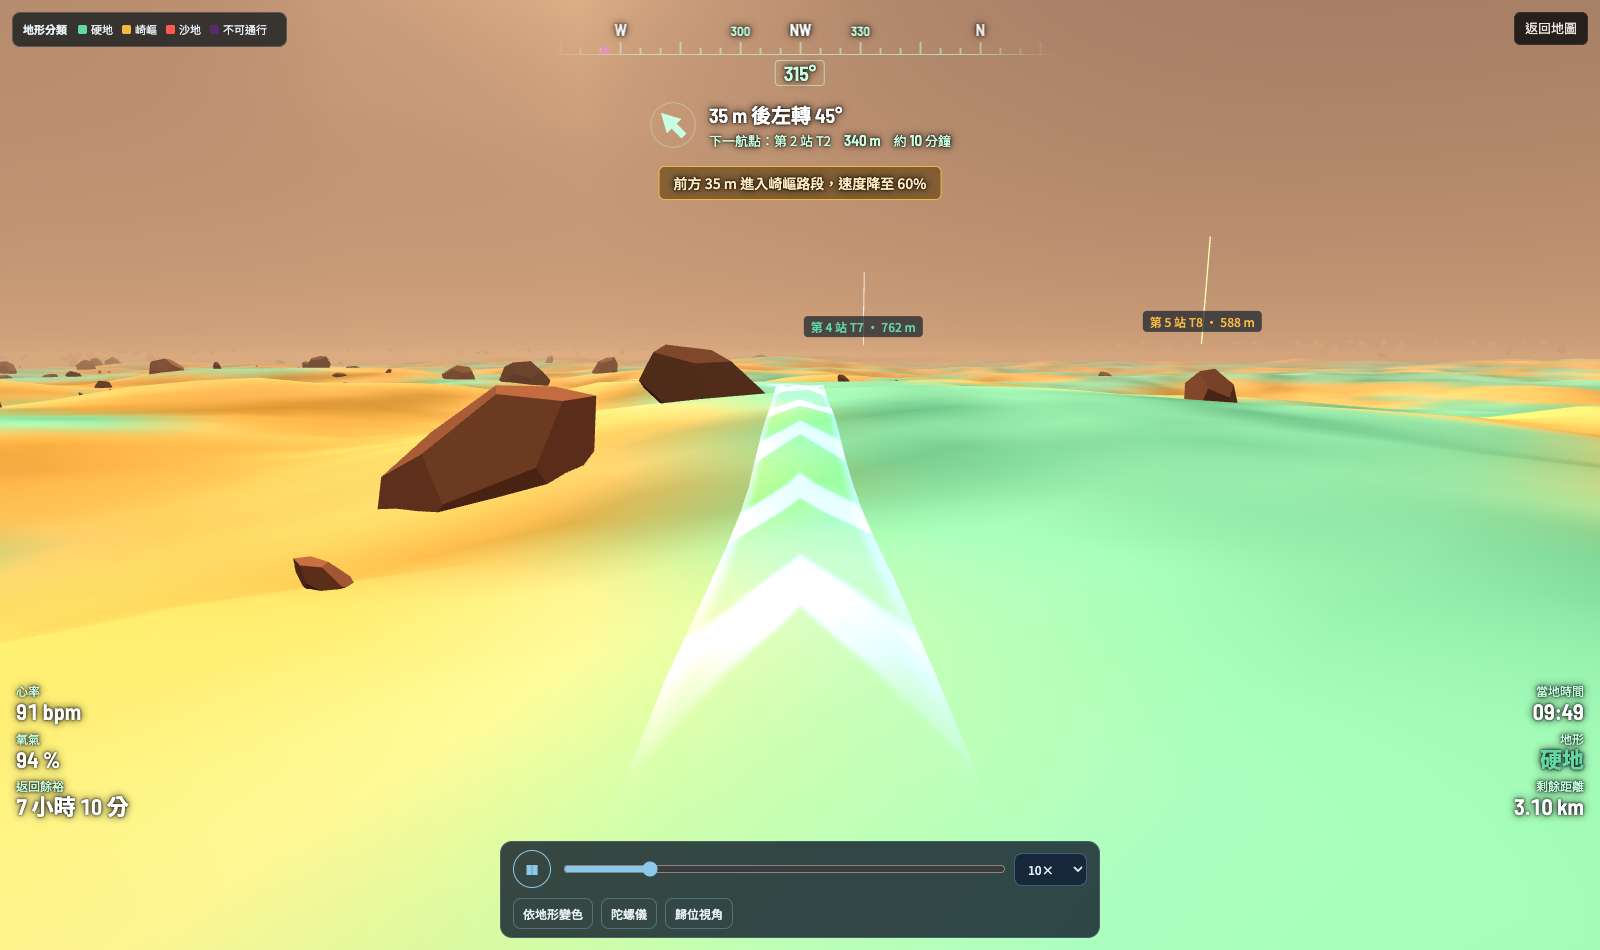 地形分類 硬地 崎嶇 沙地 不可通行
W 300 NW 330 N
返回地圖
315°
35 m 後左轉 45°
下一航點：第 2 站 T2 340 m 約 10 分鐘
前方 35 m 進入崎嶇路段，速度降至 60%
第 4 站 T7 · 762 m
第 5 站 T8 · 588 m
心率
91 bpm
氧氣
94 %
返回餘裕
7 小時 10 分
當地時間
09:49
地形
硬地
剩餘距離
3.10 km
10×
依地形變色 陀螺儀 歸位視角